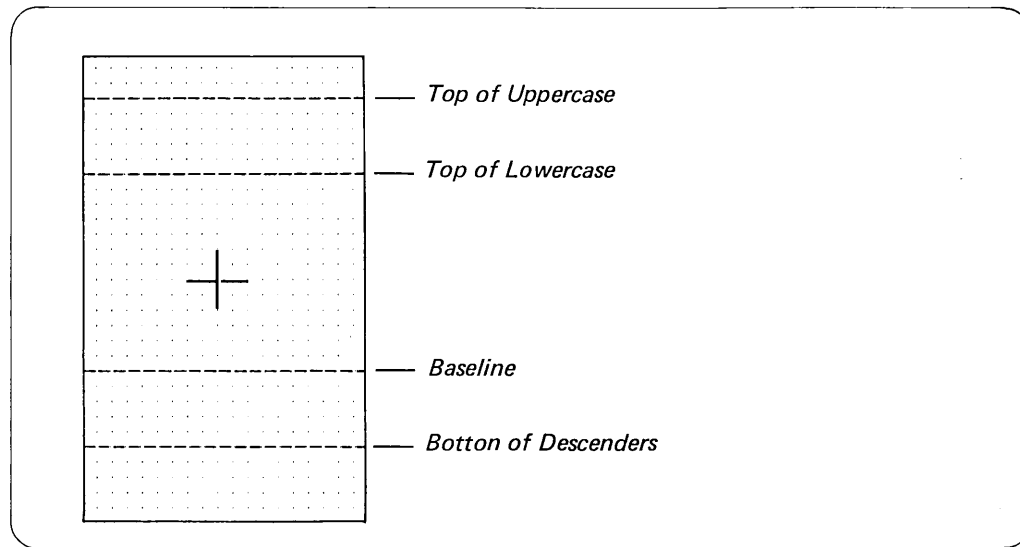 Top of Uppercase
Top of Lowercase
Baseline
Botton of Descenders